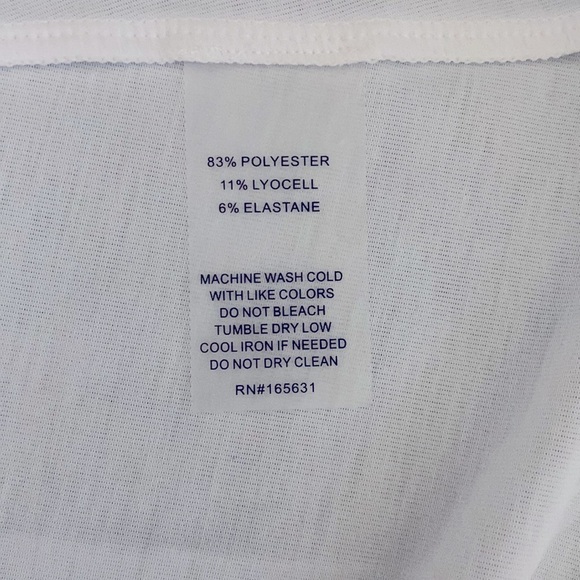 83% POLYESTER
11% LYOCELL
6% ELASTANE
MACHINE WASH COLD
WITH LIKE COLORS
DO NOT BLEACH
TUMBLE DRY LOW
COOL IRON IF NEEDED
DO NOT DRY CLEAN
RN#165631